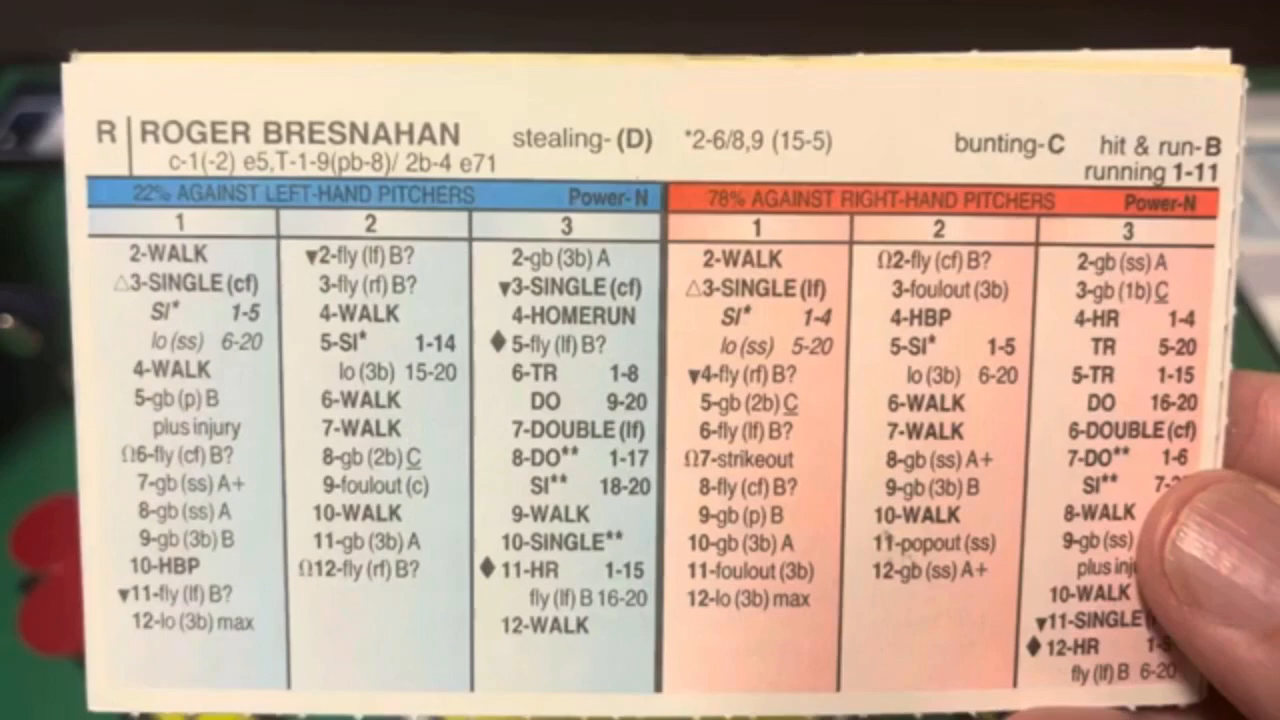 R ROGER BRESNAHAN stealing-(D) *2-6/8,9 (15-5) bunting-C hit & run-B
c-1(-2) e5,T-1-9(pb-8)/ 2b-4 e71 running 1-11
22% AGAINST LEFT-HAND PITCHERS Power-N
1
2-WALK
△3-SINGLE (cf)
SI* 1-5
lo (ss) 6-20
4-WALK
5-gb (p) B
plus injury
Ω6-fly (cf) B?
7-gb (ss) A+
8-gb (ss) A
9-gb (3b) B
10-HBP
▼11-fly (lf) B?
12-lo (3b) max
2
▼2-fly (lf) B?
3-fly (rf) B?
4-WALK
5-SI* 1-14
lo (3b) 15-20
6-WALK
7-WALK
8-gb (2b) C
9-foulout (c)
10-WALK
11-gb (3b) A
Ω12-fly (rf) B?
3
2-gb (3b) A
▼3-SINGLE (cf)
4-HOMERUN
♦5-fly (lf) B?
6-TR 1-8
DO 9-20
7-DOUBLE (lf)
8-DO** 1-17
SI** 18-20
9-WALK
10-SINGLE**
♦11-HR 1-15
fly (lf) B 16-20
12-WALK
78% AGAINST RIGHT-HAND PITCHERS Power-N
1
2-WALK
△3-SINGLE (lf)
SI* 1-4
lo (ss) 5-20
▼4-fly (rf) B?
5-gb (2b) C
6-fly (lf) B?
Ω7-strikeout
8-fly (cf) B?
9-gb (p) B
10-gb (3b) A
11-foulout (3b)
12-lo (3b) max
2
Ω2-fly (cf) B?
3-foulout (3b)
4-HBP
5-SI* 1-5
lo (3b) 6-20
6-WALK
7-WALK
8-gb (ss) A+
9-gb (3b) B
10-WALK
11-popout (ss)
12-gb (ss) A+
3
2-gb (ss) A
3-gb (1b) C
4-HR 1-4
TR 5-20
5-TR 1-15
DO 16-20
6-DOUBLE (cf)
7-DO** 1-6
SI**
8-WALK
9-gb (ss)
plus
10-WALK
▼11-SINGLE
♦12-HR
fly (lf) B 6-20